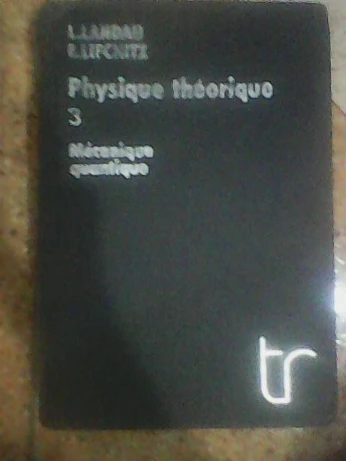 L.LANDAU
E.LIFCHITZ
Physique théorique
3
Mécanique
quantique
tr